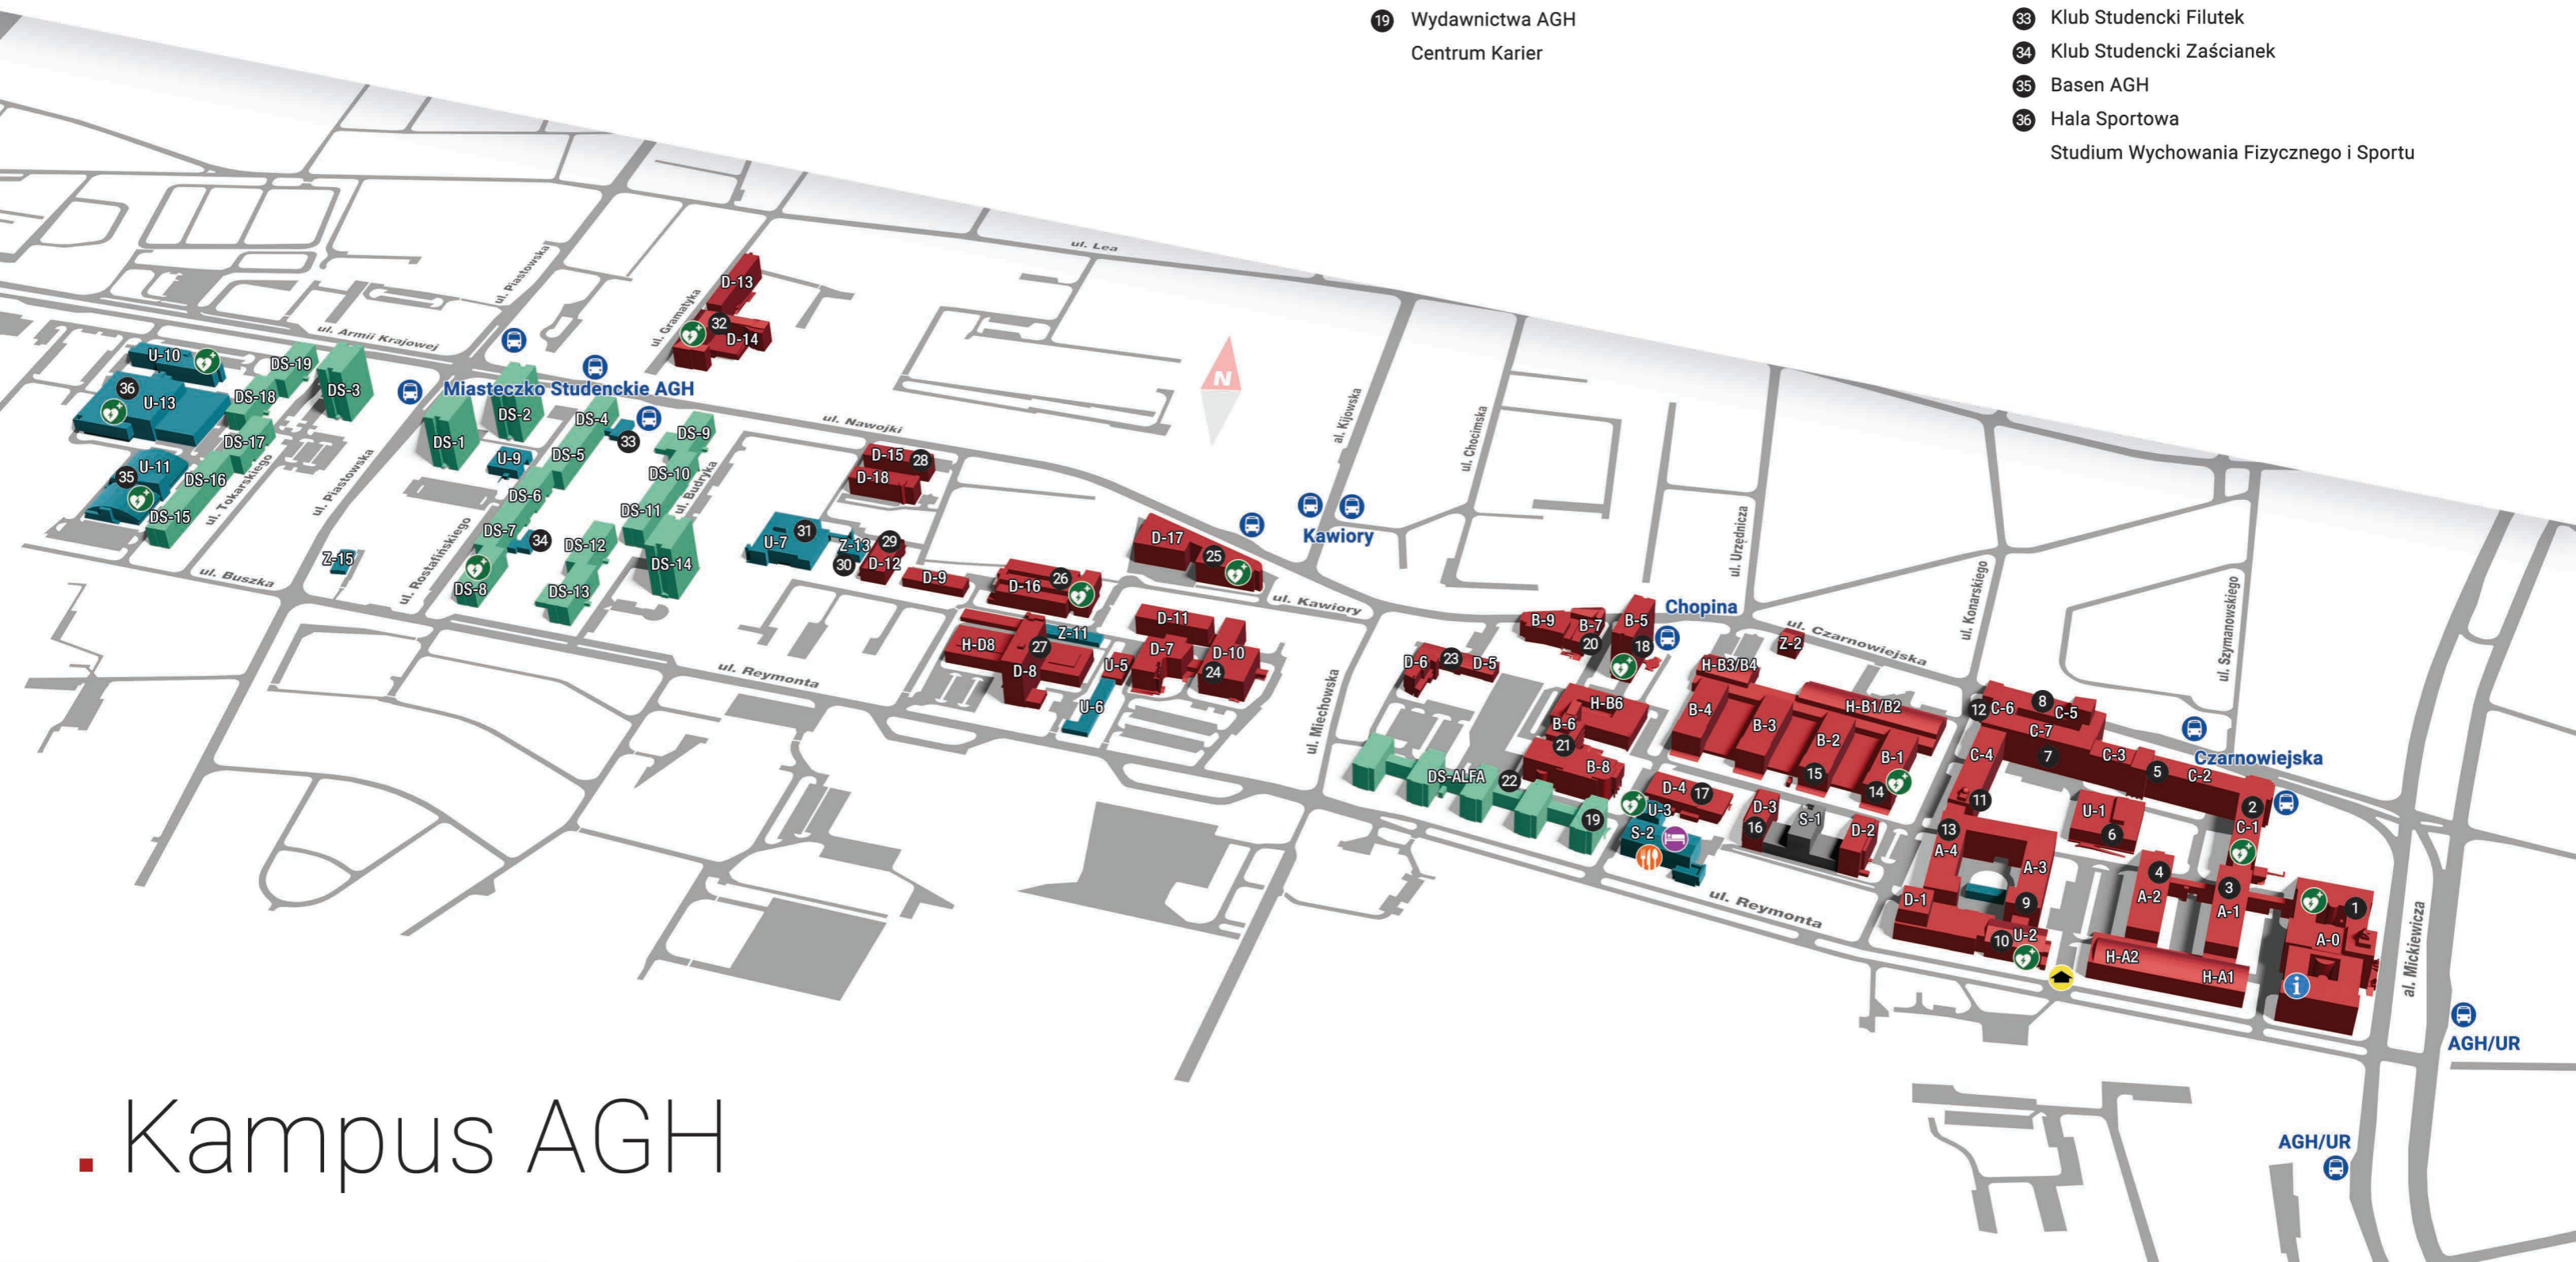 19 Wydawnictwa AGH
Centrum Karier
33 Klub Studencki Filutek
34 Klub Studencki Zaścianek
35 Basen AGH
36 Hala Sportowa
Studium Wychowania Fizycznego i Sportu
ul. Lea
ul. Piastowska
ul. Gramatyka
ul. Armii Krajowej
D-13
32
D-14
N
U-10
36
U-13
DS-19
DS-18
DS-3
DS-17
Miasteczko Studenckie AGH
DS-1
DS-2
DS-4
33
DS-9
U-9
DS-5
DS-10
ul. Budryka
U-11
35
DS-16
DS-15
ul. Tokarskiego
ul. Piastowska
DS-6
DS-11
DS-7
34
DS-12
DS-14
DS-8
DS-13
Z-15
ul. Buszka
ul. Rostafińskiego
ul. Nawojki
D-15
28
D-18
U-7
31
Z-13
30
29
D-12
D-9
D-16
26
D-17
25
Kawiory
al. Kijowska
ul. Chocimska
ul. Urzędnicza
ul. Konarskiego
ul. Szymanowskiego
ul. Kawiory
ul. Reymonta
H-D8
27
D-8
Z-11
D-11
U-5
D-7
D-10
24
U-6
ul. Miechowska
D-6
23
D-5
B-9
B-7
20
B-5
18
Chopina
ul. Czarnowiejska
Z-2
H-B3/B4
H-B6
B-6
21
B-8
B-4
B-3
B-2
15
B-1
14
H-B1/B2
DS-ALFA
22
19
D-4
17
U-3
S-2
D-3
16
S-1
D-2
ul. Reymonta
12
C-6
8
C-5
C-7
7
C-4
11
C-3
5
C-2
Czarnowiejska
2
C-1
U-1
6
13
A-4
A-3
9
D-1
10
U-2
4
A-2
3
A-1
1
A-0
H-A2
H-A1
i
al. Mickiewicza
AGH/UR
AGH/UR
. Kampus AGH